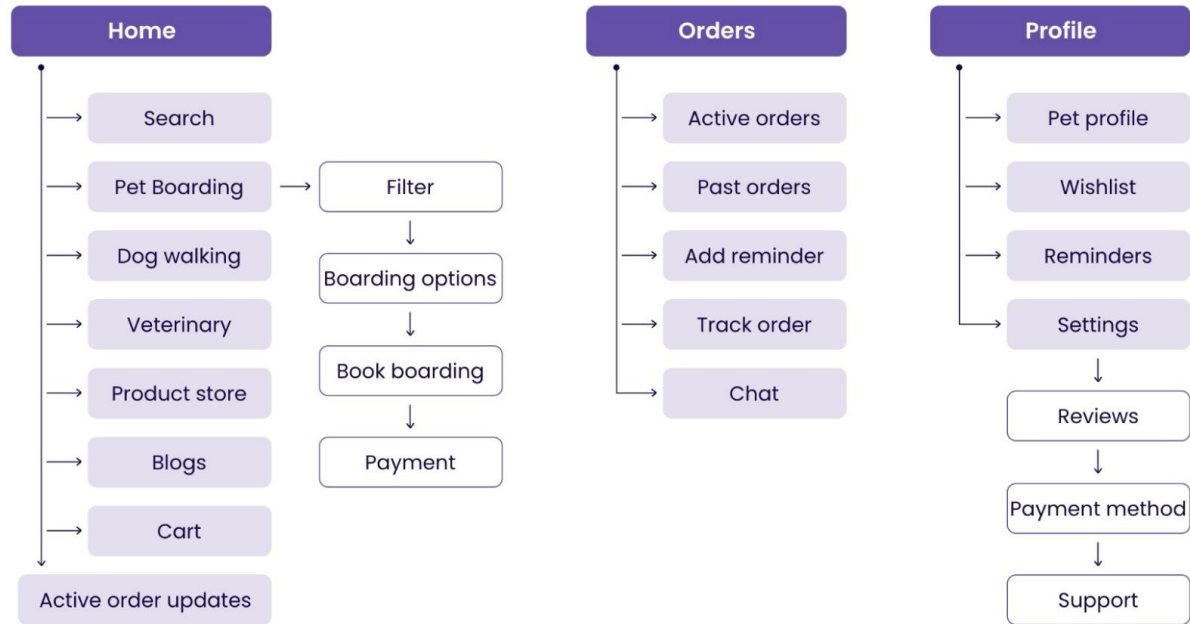 Home
Search
Pet Boarding
Dog walking
Veterinary
Product store
Blogs
Cart
Active order updates
Filter
Boarding options
Book boarding
Payment
Orders
Active orders
Past orders
Add reminder
Track order
Chat
Profile
Pet profile
Wishlist
Reminders
Settings
Reviews
Payment method
Support